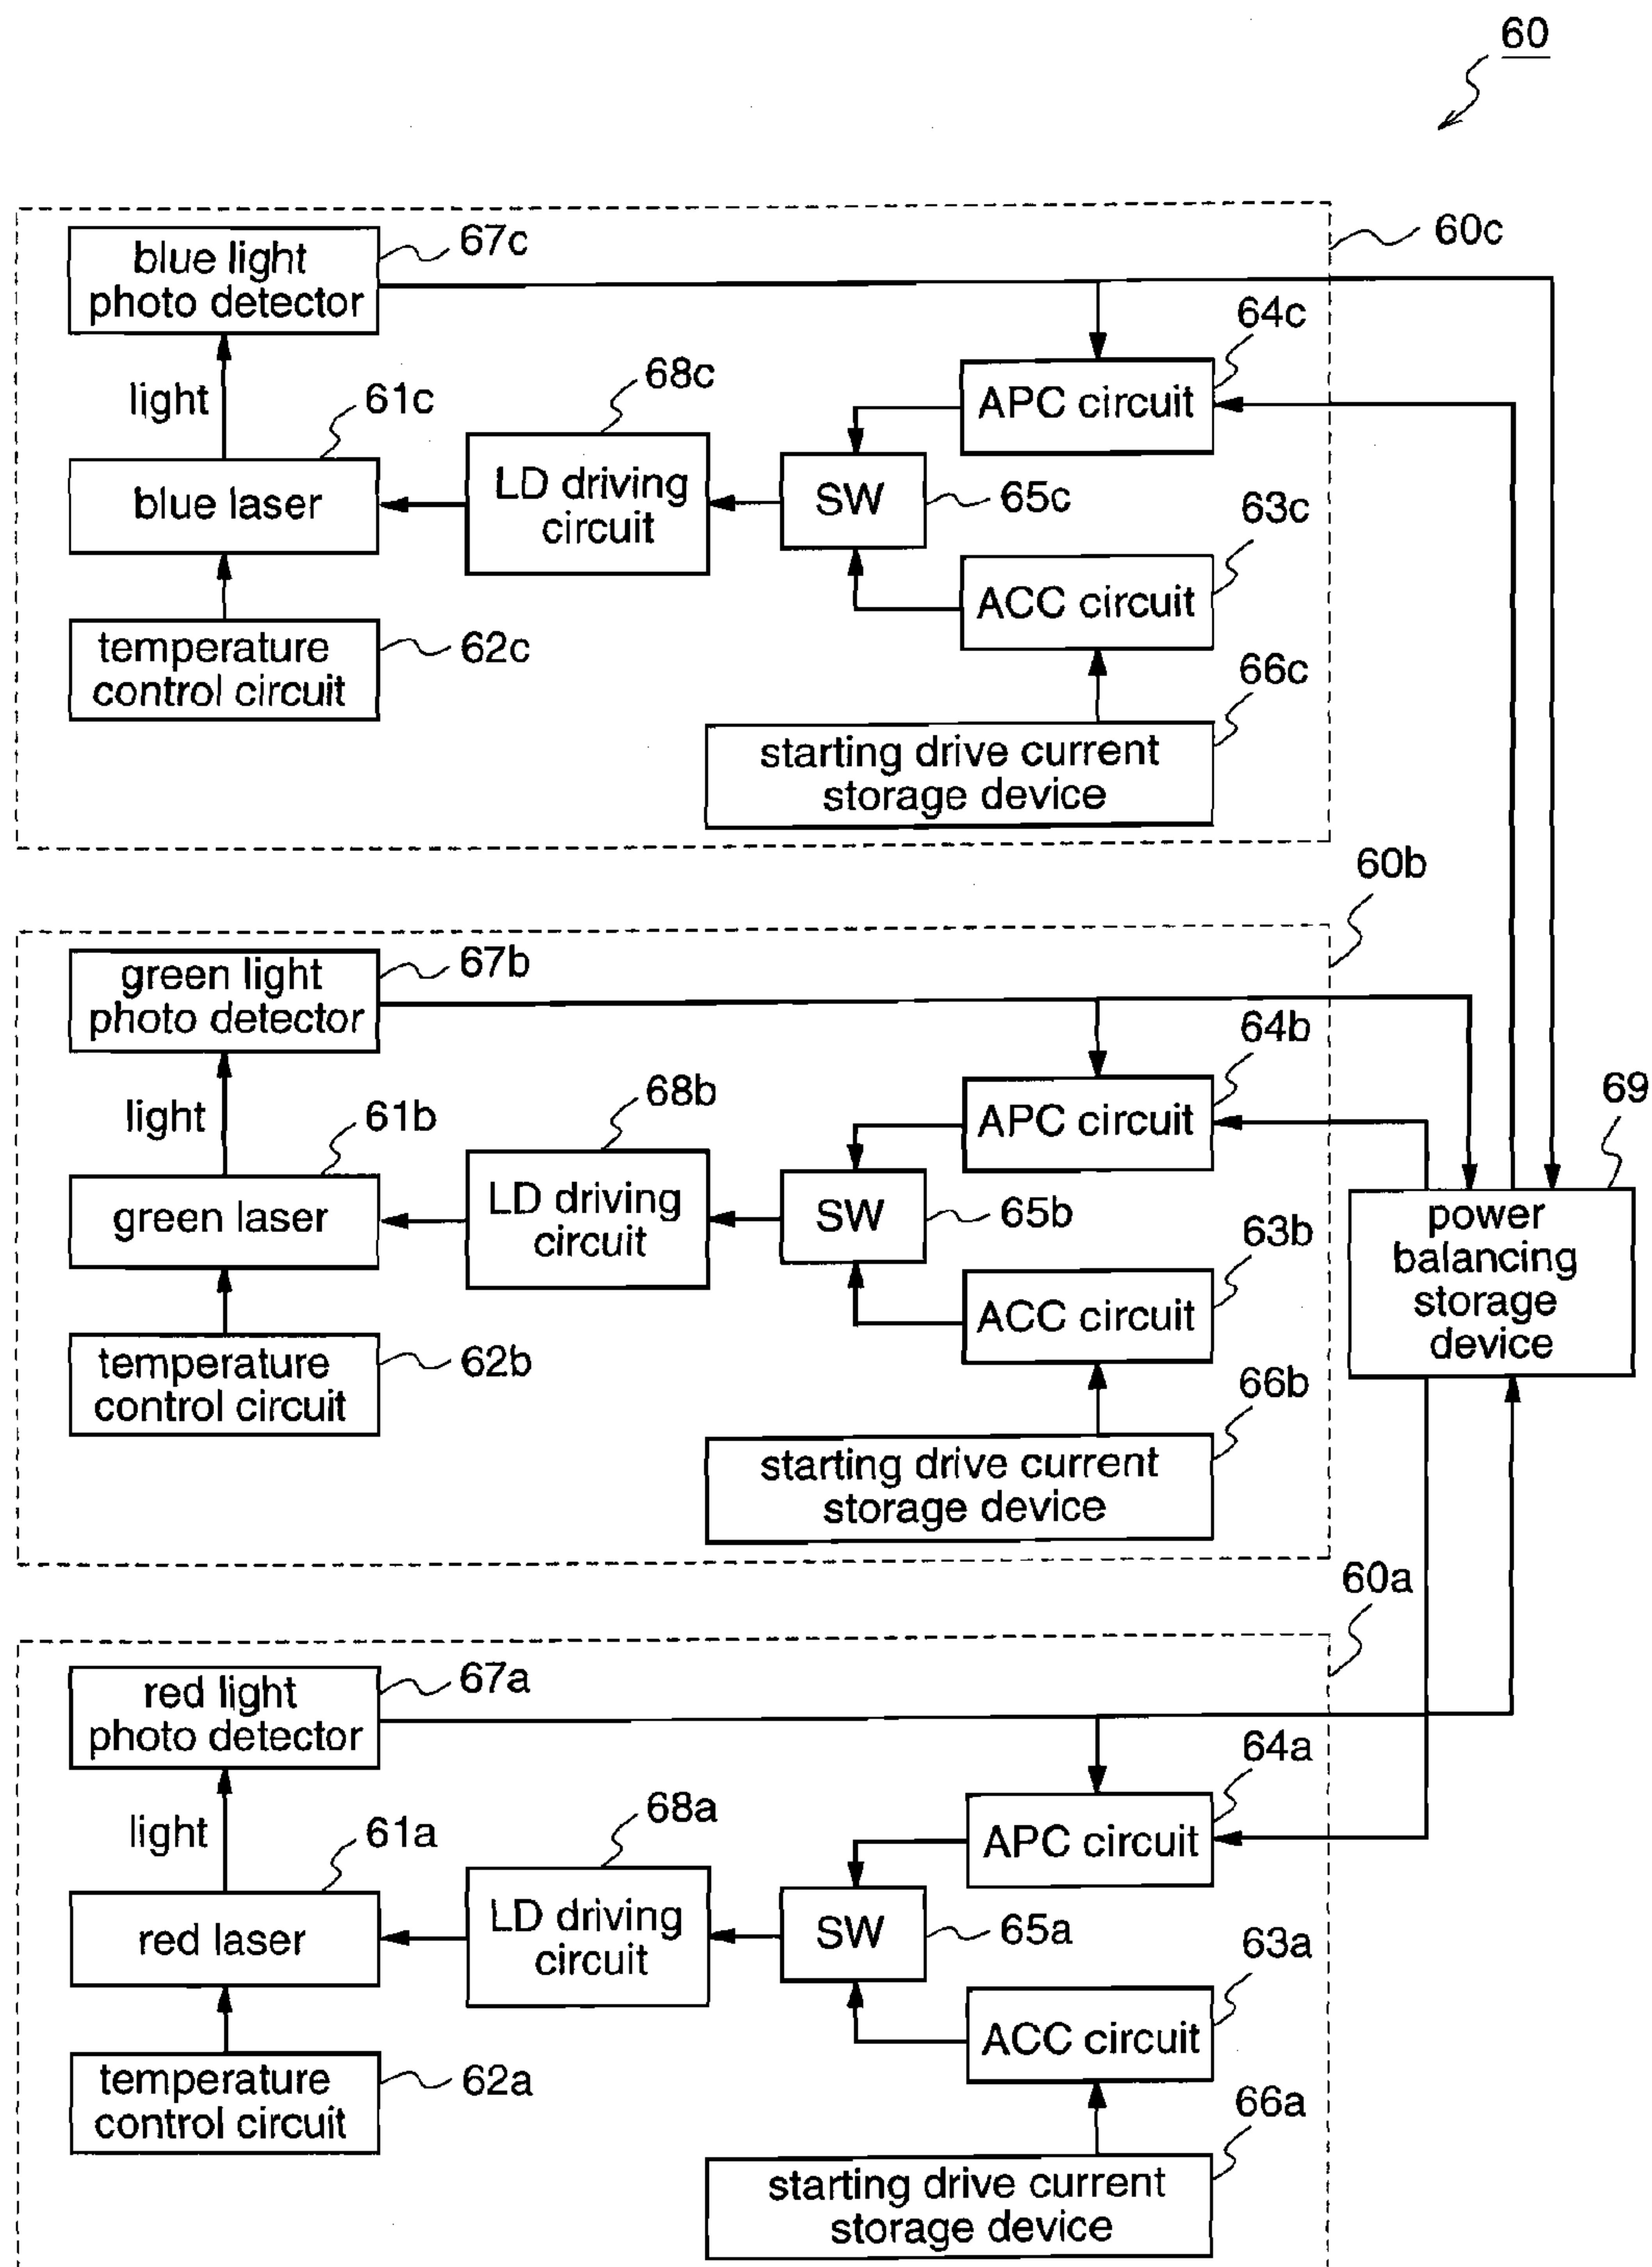 60
60c
blue light
photo detector
67c
64c
light
61c
68c
APC circuit
blue laser
LD driving
circuit
SW
65c
63c
ACC circuit
temperature
control circuit
62c
66c
starting drive current
storage device
60b
green light
photo detector
67b
64b
69
light
61b
68b
APC circuit
green laser
LD driving
circuit
SW
65b
63b
power
balancing
storage
device
ACC circuit
temperature
control circuit
62b
66b
starting drive current
storage device
60a
red light
photo detector
67a
64a
light
61a
68a
APC circuit
red laser
LD driving
circuit
SW
65a
63a
ACC circuit
temperature
control circuit
62a
66a
starting drive current
storage device